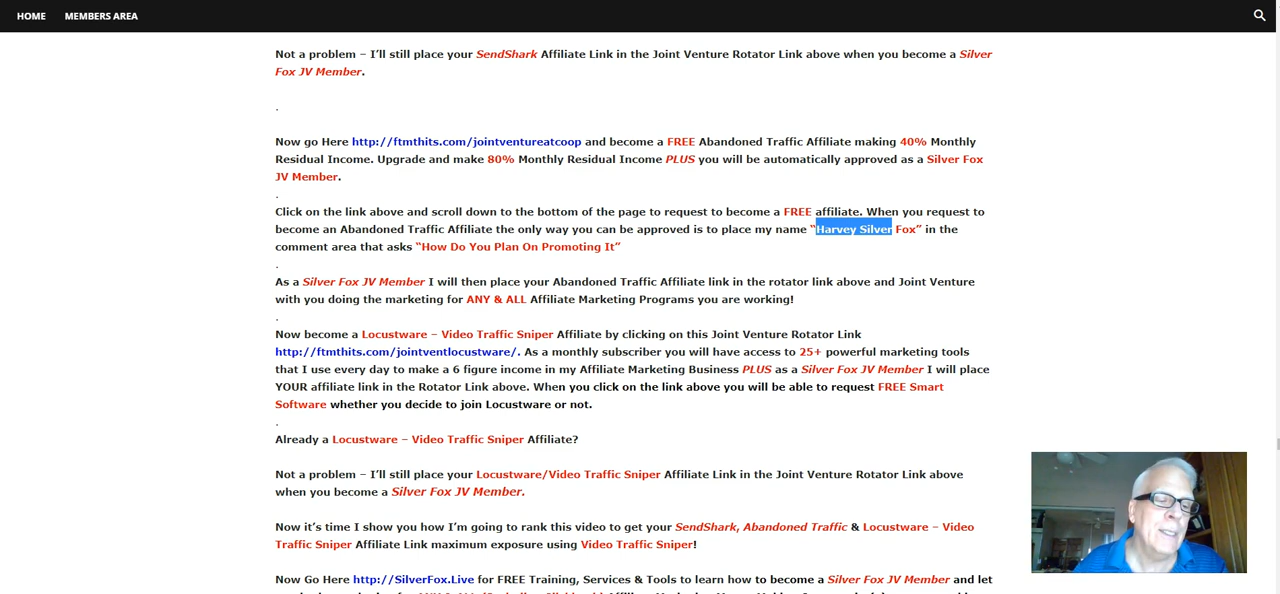 HOME MEMBERS AREA
Not a problem – I'll still place your SendShark Affiliate Link in the Joint Venture Rotator Link above when you become a Silver
Fox JV Member.
.
Now go Here http://ftmthits.com/jointventureatcoop and become a FREE Abandoned Traffic Affiliate making 40% Monthly
Residual Income. Upgrade and make 80% Monthly Residual Income PLUS you will be automatically approved as a Silver Fox
JV Member.
.
Click on the link above and scroll down to the bottom of the page to request to become a FREE affiliate. When you request to
become an Abandoned Traffic Affiliate the only way you can be approved is to place my name “Harvey Silver Fox” in the
comment area that asks “How Do You Plan On Promoting It”
.
As a Silver Fox JV Member I will then place your Abandoned Traffic Affiliate link in the rotator link above and Joint Venture
with you doing the marketing for ANY & ALL Affiliate Marketing Programs you are working!
.
Now become a Locustware – Video Traffic Sniper Affiliate by clicking on this Joint Venture Rotator Link
http://ftmthits.com/jointventlocustware/. As a monthly subscriber you will have access to 25+ powerful marketing tools
that I use every day to make a 6 figure income in my Affiliate Marketing Business PLUS as a Silver Fox JV Member I will place
YOUR affiliate link in the Rotator Link above. When you click on the link above you will be able to request FREE Smart
Software whether you decide to join Locustware or not.
.
Already a Locustware – Video Traffic Sniper Affiliate?
Not a problem – I'll still place your Locustware/Video Traffic Sniper Affiliate Link in the Joint Venture Rotator Link above
when you become a Silver Fox JV Member.
Now it's time I show you how I'm going to rank this video to get your SendShark, Abandoned Traffic & Locustware – Video
Traffic Sniper Affiliate Link maximum exposure using Video Traffic Sniper!
Now Go Here http://SilverFox.Live for FREE Training, Services & Tools to learn how to become a Silver Fox JV Member and let